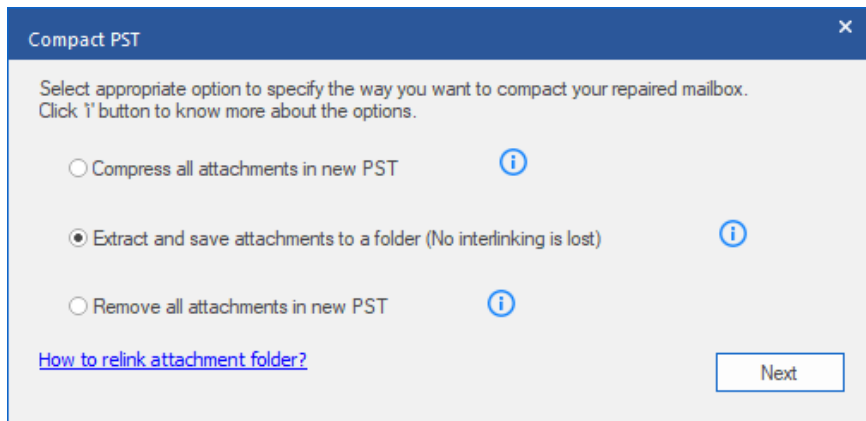 Compact PST
Select appropriate option to specify the way you want to compact your repaired mailbox.
Click 'i' button to know more about the options.
Compress all attachments in new PST
Extract and save attachments to a folder (No interlinking is lost)
Remove all attachments in new PST
How to relink attachment folder?
Next